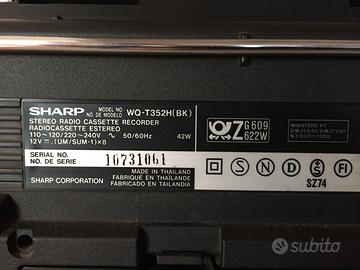 SHARP MODEL NO. NO. DE MODELO WQ-T352H(BK)
STEREO RADIO CASSETTE RECORDER
RADIOCASSETTE ESTEREO
110~120/220~240V ∿ 50/60Hz 42W
12V ⎓ (UM/SUM-1)×8
SERIAL NO.
NO. DE SERIE 10731061
SHARP CORPORATION
MADE IN THAILAND
FABRIQUÉ EN THAÏLANDE
FABRICADO EN TAILANDIA
Z G609
622W
MINISTERO P.T.
S N D F
SZ74
subito